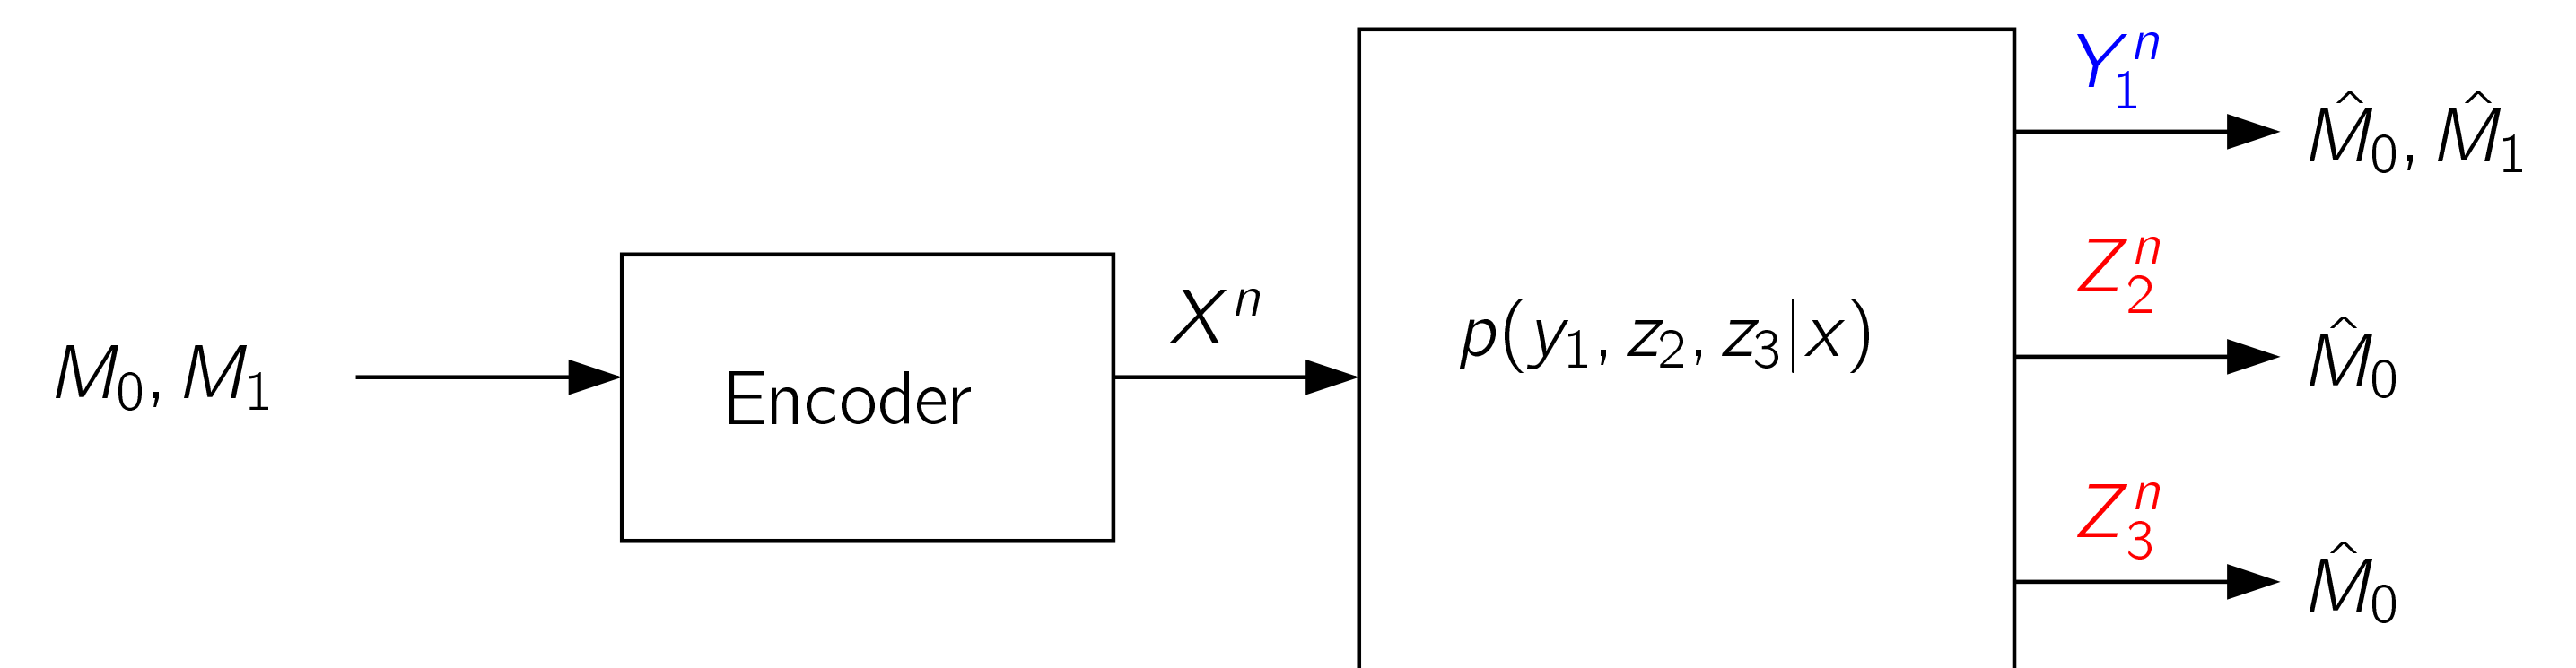 Y₁ⁿ
M̂₀, M̂₁
Z₂ⁿ
Xⁿ
M₀, M₁
Encoder
p(y₁, z₂, z₃|x)
M̂₀
Z₃ⁿ
M̂₀